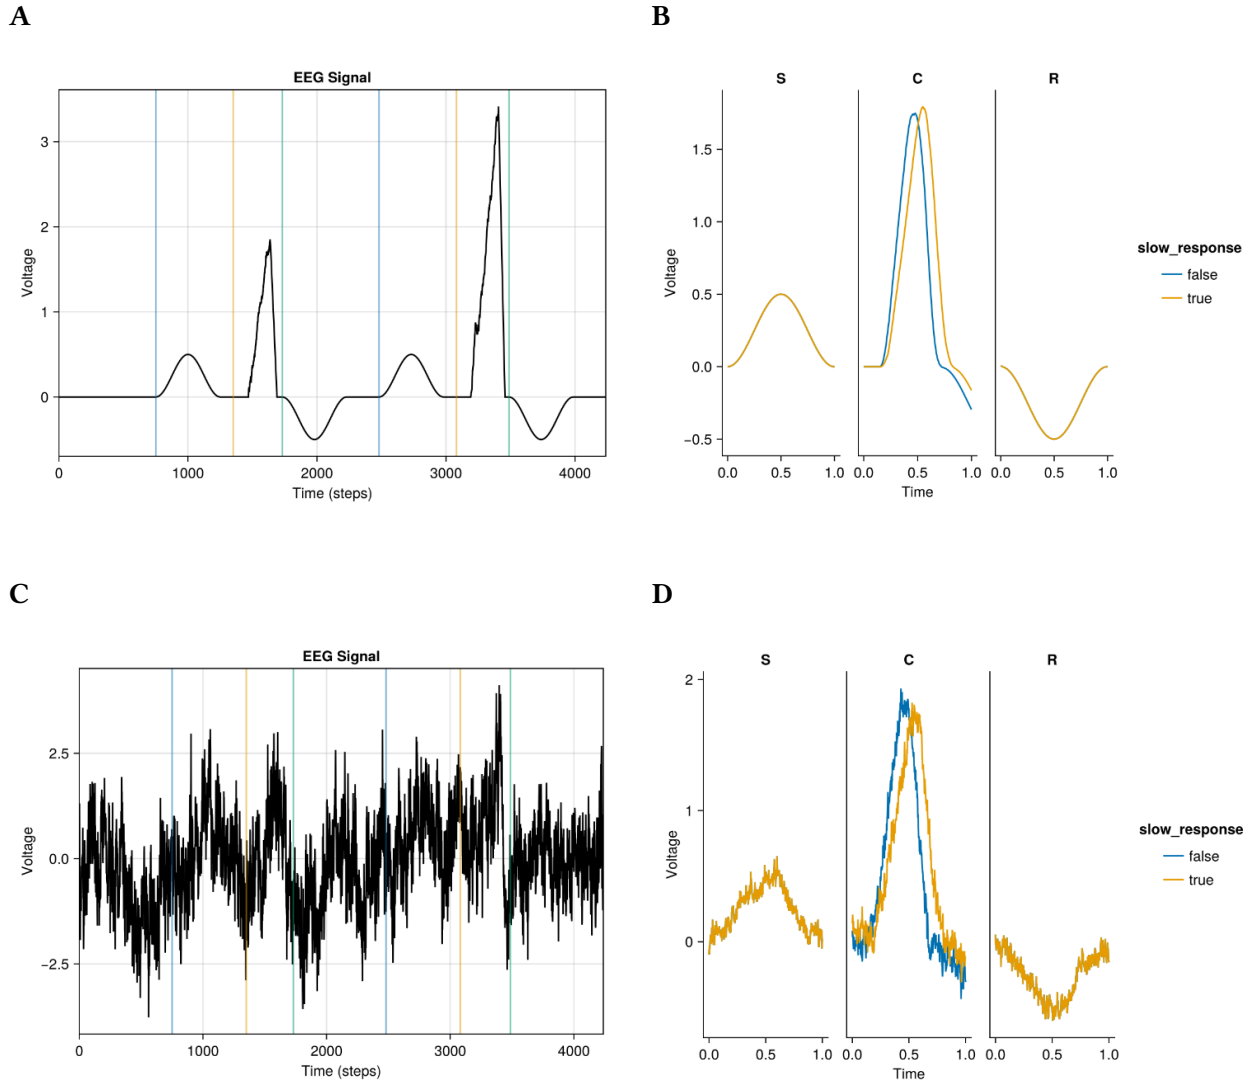 A
EEG Signal
Voltage
3
2
1
0
0 1000 2000 3000 4000
Time (steps)
B
S C R
Voltage
1.5
1.0
0.5
0.0
−0.5
0.0 0.5 1.0 0.0 0.5 1.0 0.0 0.5 1.0
Time
slow_response
false
true
C
EEG Signal
Voltage
2.5
0.0
−2.5
0 1000 2000 3000 4000
Time (steps)
D
S C R
Voltage
2
1
0
0.0 0.5 1.0 0.0 0.5 1.0 0.0 0.5 1.0
Time
slow_response
false
true